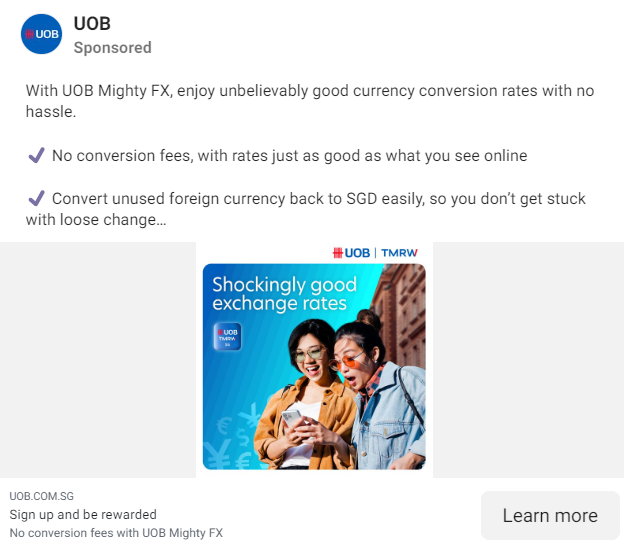 UOB
UOB
Sponsored
With UOB Mighty FX, enjoy unbelievably good currency conversion rates with no
hassle.
✔ No conversion fees, with rates just as good as what you see online
✔ Convert unused foreign currency back to SGD easily, so you don’t get stuck
with loose change…
UOB | TMRW
Shockingly good
exchange rates
UOB
TMRW
SG
€ $
¥ € $
UOB.COM.SG
Sign up and be rewarded
No conversion fees with UOB Mighty FX
Learn more